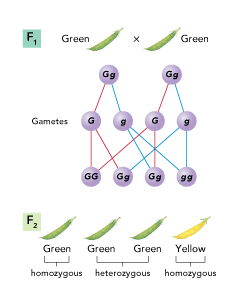 F1
Green × Green
Gg Gg
Gametes G g G g
GG Gg Gg gg
F2
Green Green Green Yellow
homozygous heterozygous homozygous